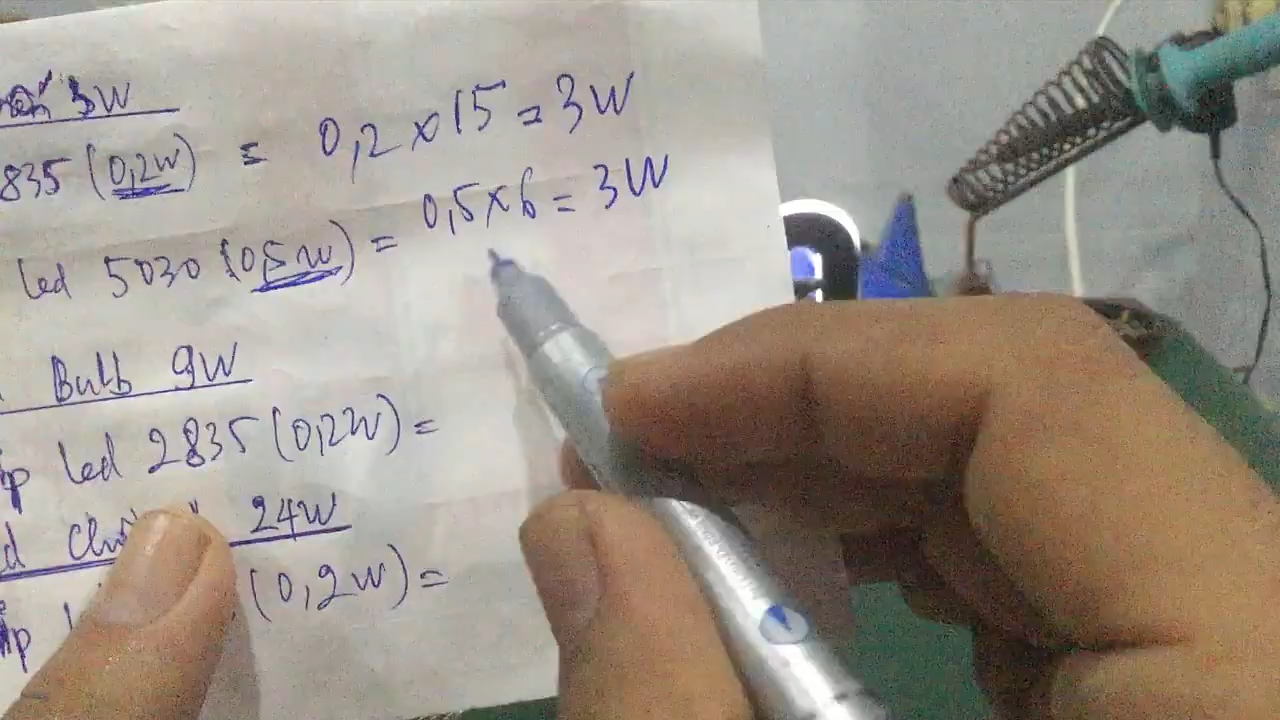 3W
835 (0,2W) = 0,2 x 15 = 3W
led 5030 (0,5W) = 0,5 x 6 = 3W
Bulb 9W
ip led 2835 (0,2W) =
24W
(0,2W) =